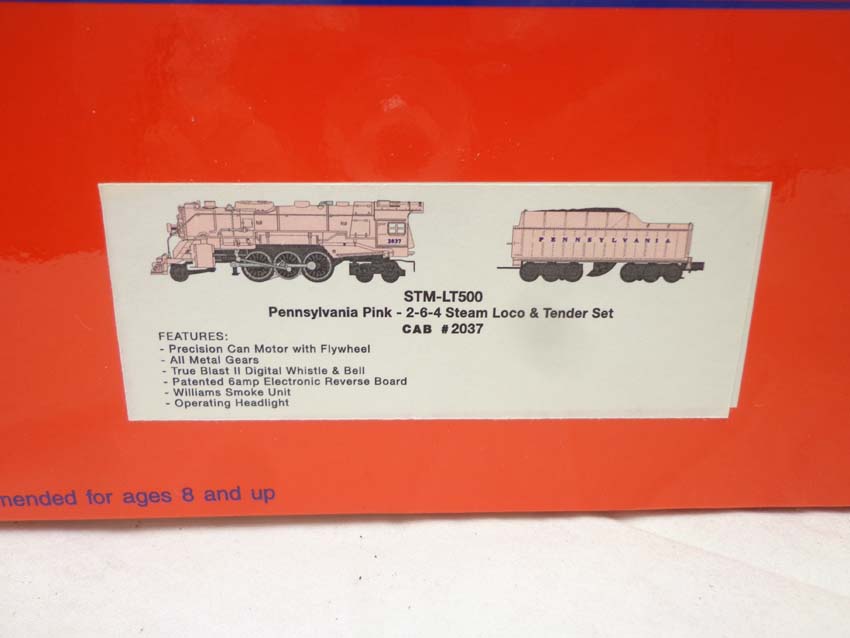 2037
PENNSYLVANIA
STM-LT500
Pennsylvania Pink - 2-6-4 Steam Loco & Tender Set
CAB #2037
FEATURES:
- Precision Can Motor with Flywheel
- All Metal Gears
- True Blast II Digital Whistle & Bell
- Patented 6amp Electronic Reverse Board
- Williams Smoke Unit
- Operating Headlight
mended for ages 8 and up